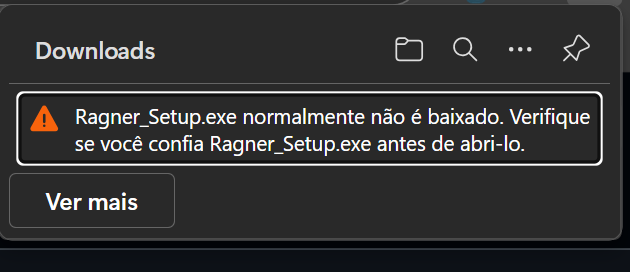 Downloads
Ragner_Setup.exe normalmente não é baixado. Verifique
se você confia Ragner_Setup.exe antes de abri-lo.
Ver mais